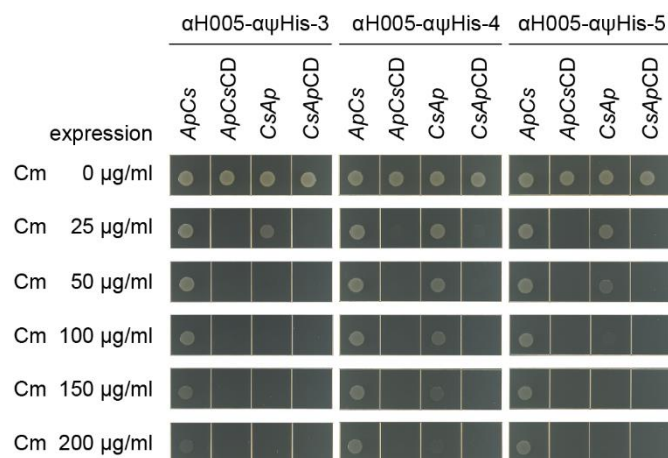 αH005-αψHis-3 αH005-αψHis-4 αH005-αψHis-5
ApCs ApCsCD CsAp CsApCD ApCs ApCsCD CsAp CsApCD ApCs ApCsCD CsAp CsApCD
expression
Cm 0 µg/ml
Cm 25 µg/ml
Cm 50 µg/ml
Cm 100 µg/ml
Cm 150 µg/ml
Cm 200 µg/ml